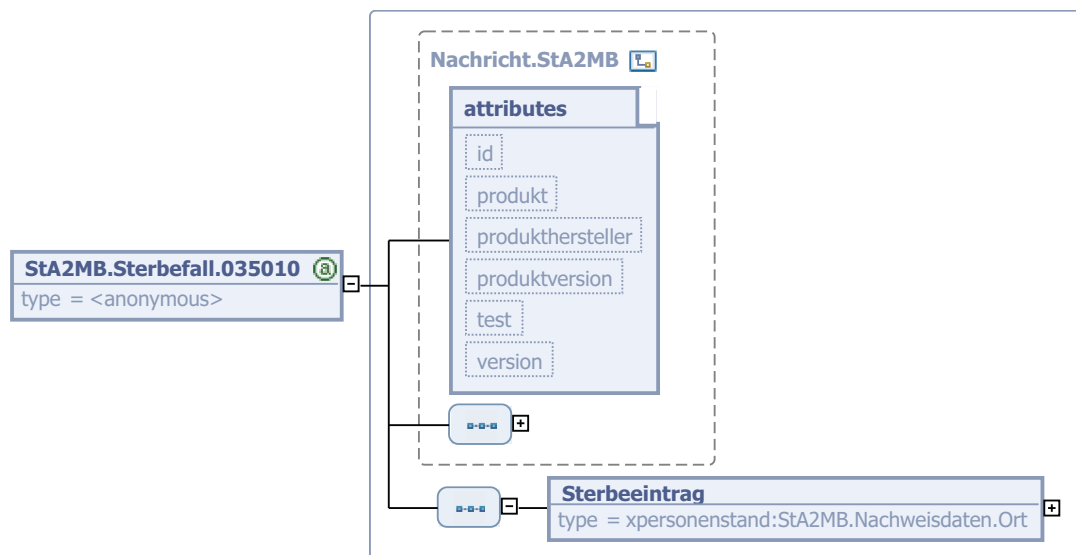 Nachricht.StA2MB
attributes
id
produkt
produkthersteller
produktversion
test
version
StA2MB.Sterbefall.035010 a
type = <anonymous>
Sterbeeintrag
type = xpersonenstand:StA2MB.Nachweisdaten.Ort